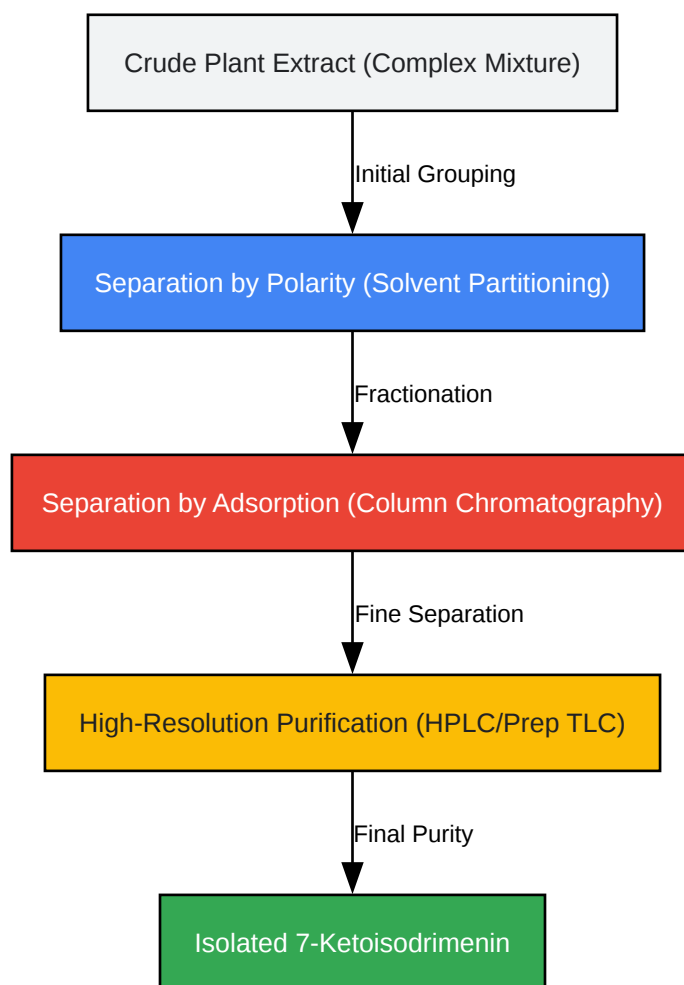 Crude Plant Extract (Complex Mixture)
Initial Grouping
Separation by Polarity (Solvent Partitioning)
Fractionation
Separation by Adsorption (Column Chromatography)
Fine Separation
High-Resolution Purification (HPLC/Prep TLC)
Final Purity
Isolated 7-Ketoisodrimenin